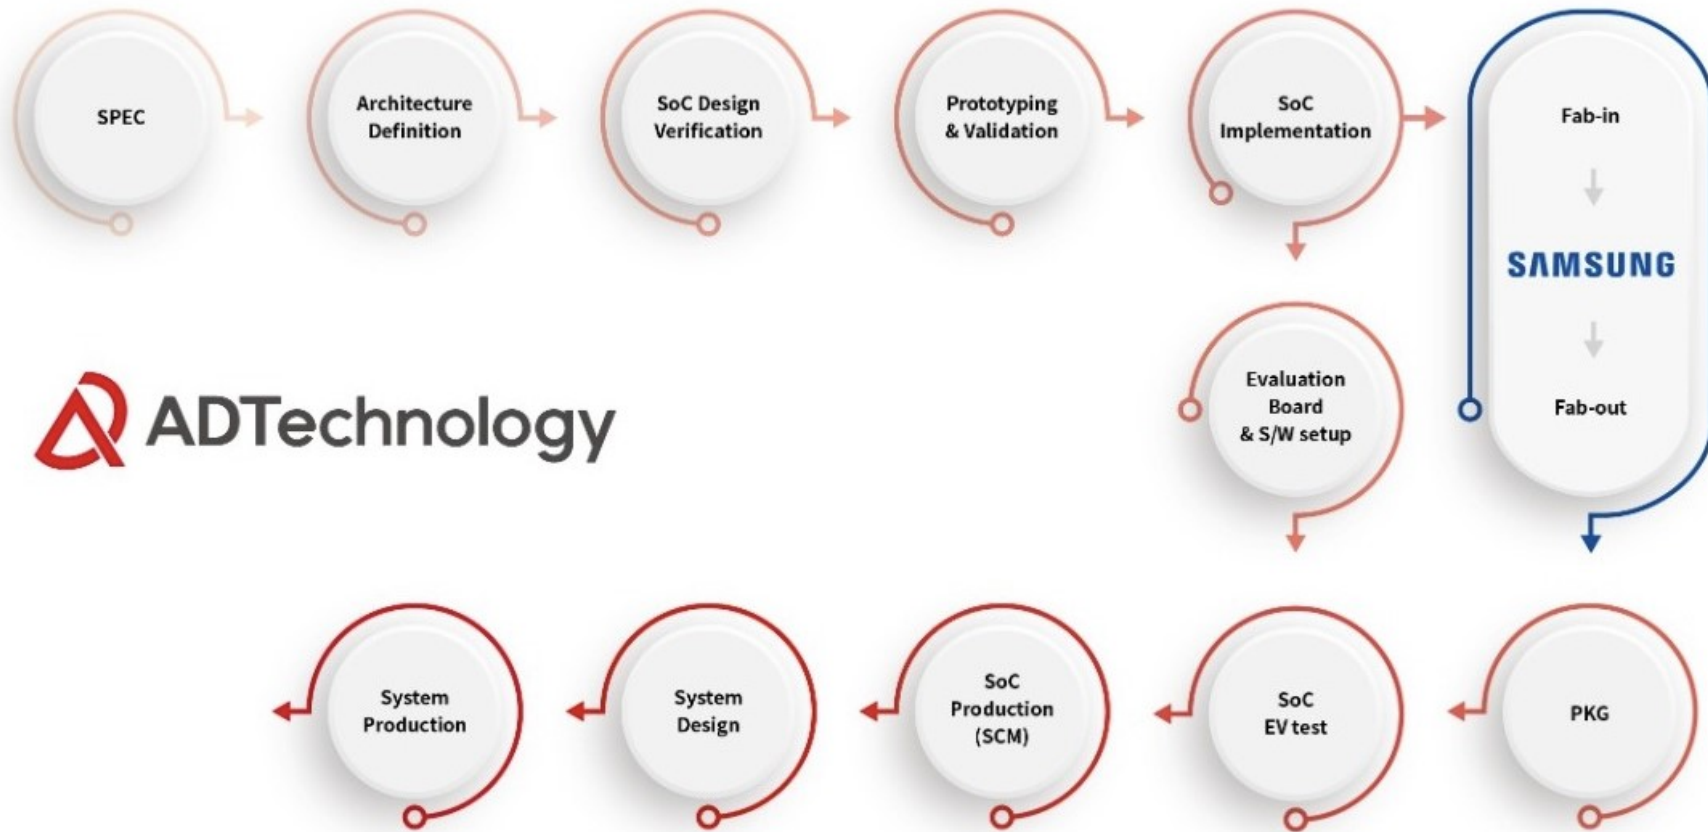 SPEC
Architecture
Definition
SoC Design
Verification
Prototyping
& Validation
SoC
Implementation
Fab-in
SAMSUNG
Fab-out
Evaluation
Board
& S/W setup
ADTechnology
System
Production
System
Design
SoC
Production
(SCM)
SoC
EV test
PKG